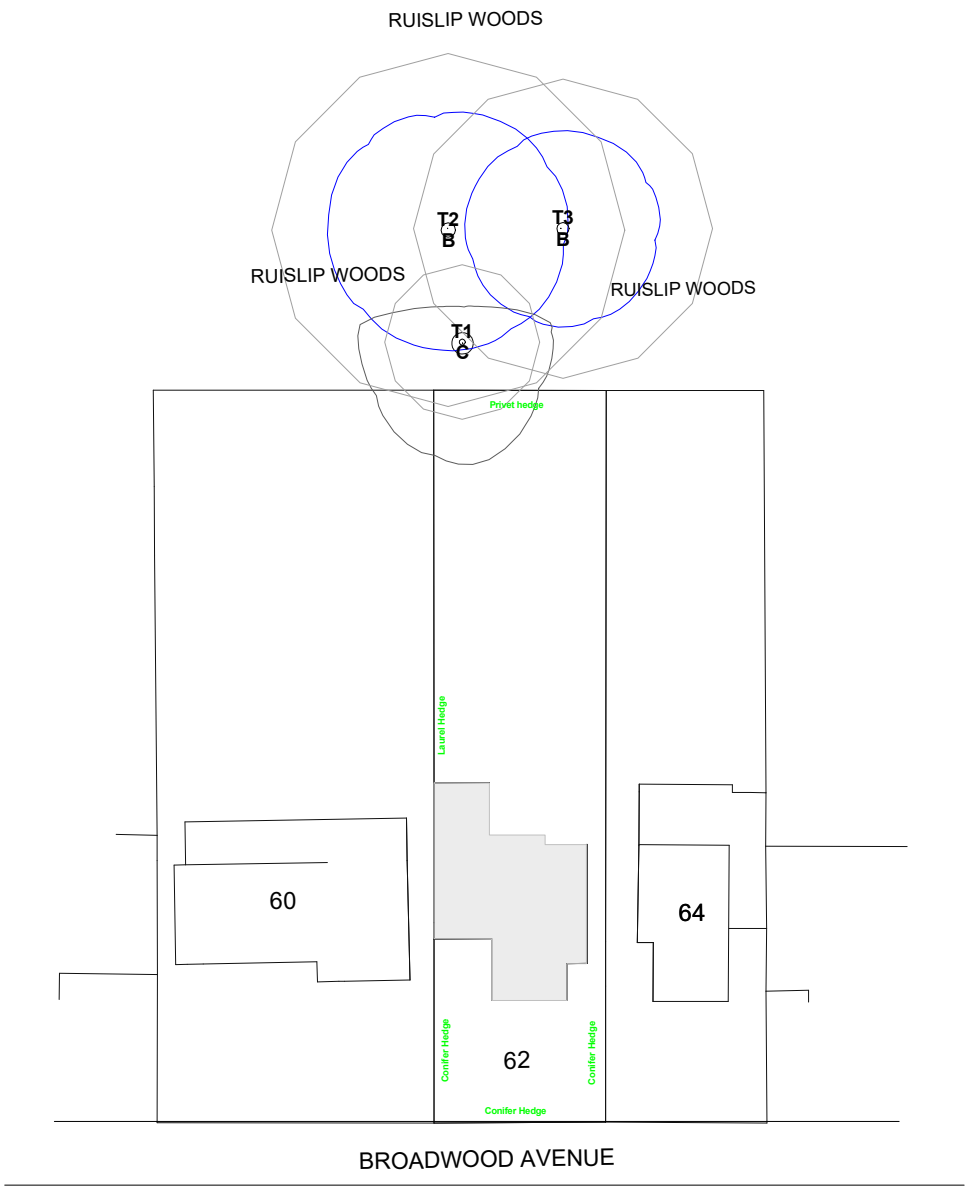 RUISLIP WOODS
T2
B
T3
B
RUISLIP WOODS
RUISLIP WOODS
T1
C
Privet hedge
Laurel Hedge
60
64
Conifer Hedge
62
Conifer Hedge
Conifer Hedge
BROADWOOD AVENUE